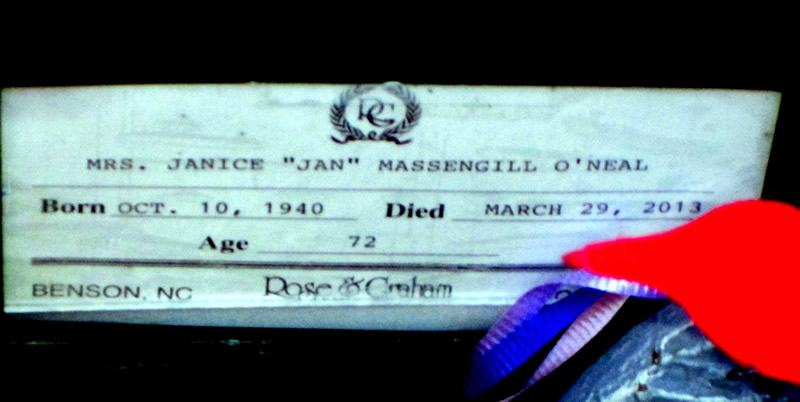 RG
MRS. JANICE "JAN" MASSENGILL O'NEAL
Born OCT. 10, 1940 Died MARCH 29, 2013
Age 72
BENSON, NC Rose & Graham